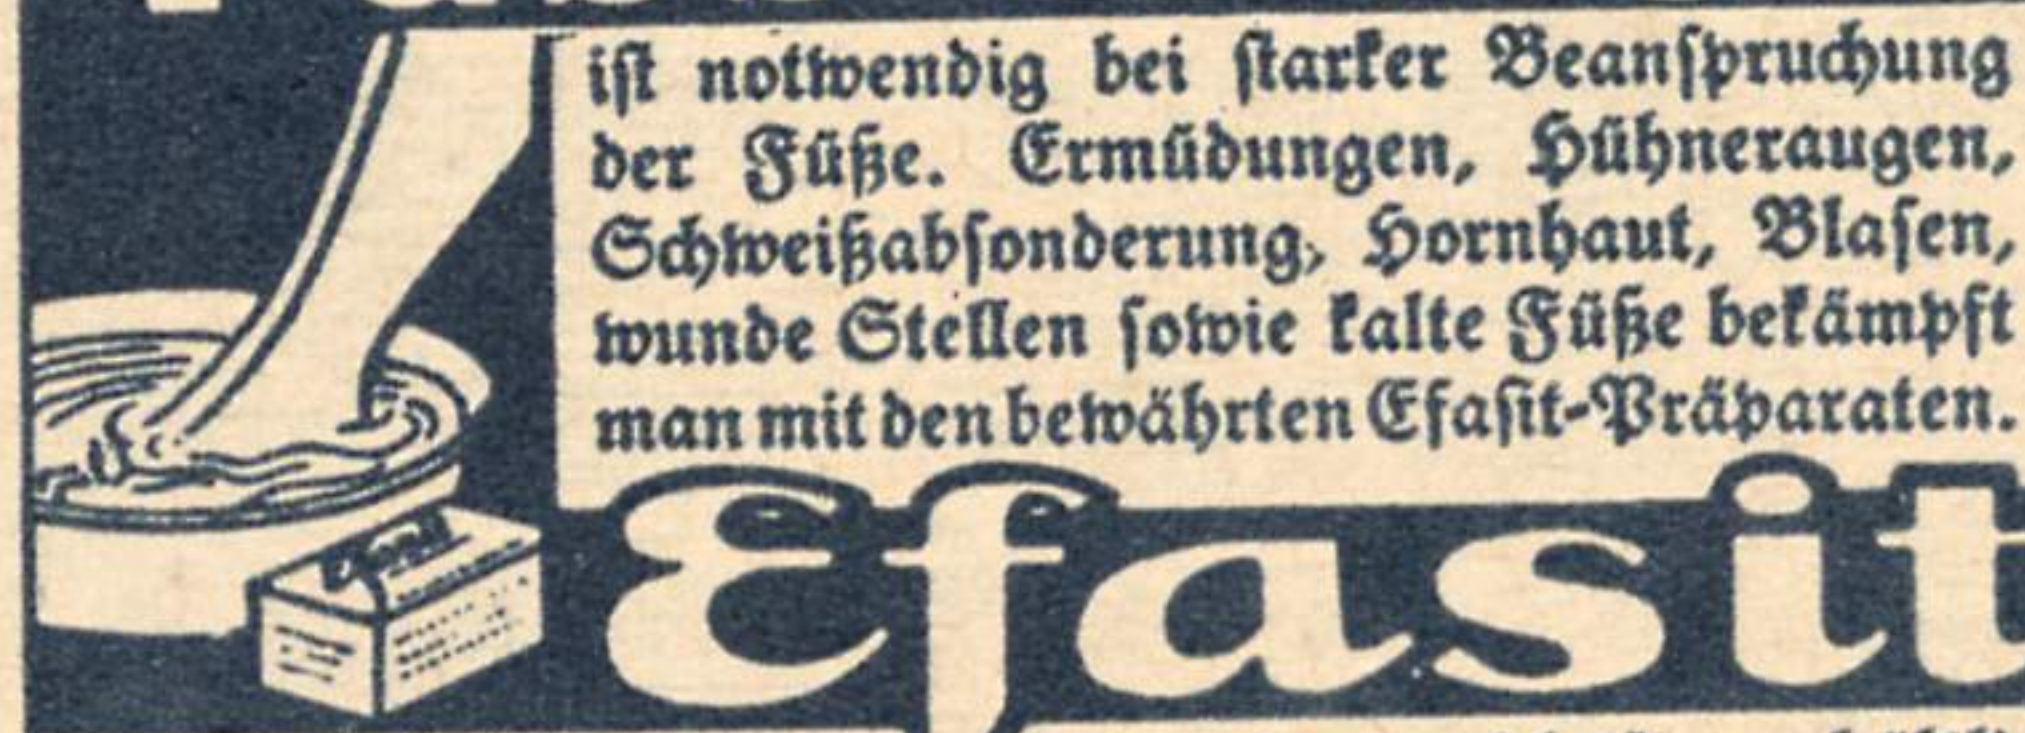 ist notwendig bei starker Beanspruchung
der Füße. Ermüdungen, Hühneraugen,
Schweißabsonderung, Hornhaut, Blasen,
wunde Stellen sowie kalte Füße bekämpft
man mit den bewährten Efasit-Präparaten.
Efasit